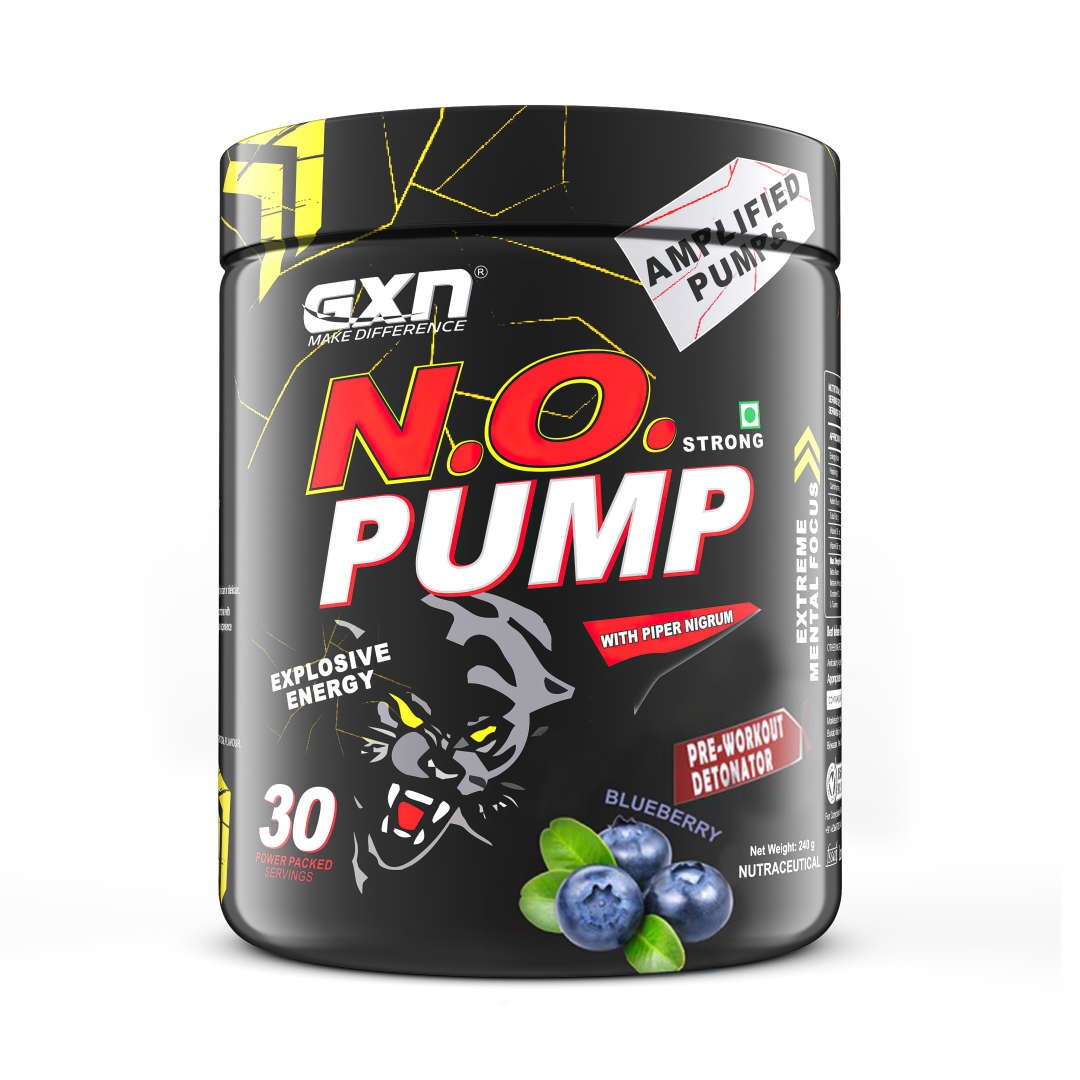 AMPLIFIED
PUMPS
GXN®
MAKE DIFFERENCE
N.O.
STRONG
PUMP
WITH PIPER NIGRUM
EXTREME
MENTAL FOCUS
EXPLOSIVE
ENERGY
PRE-WORKOUT
DETONATOR
30
POWER PACKED
SERVINGS
BLUEBERRY
Net Weight: 240 g
NUTRACEUTICAL